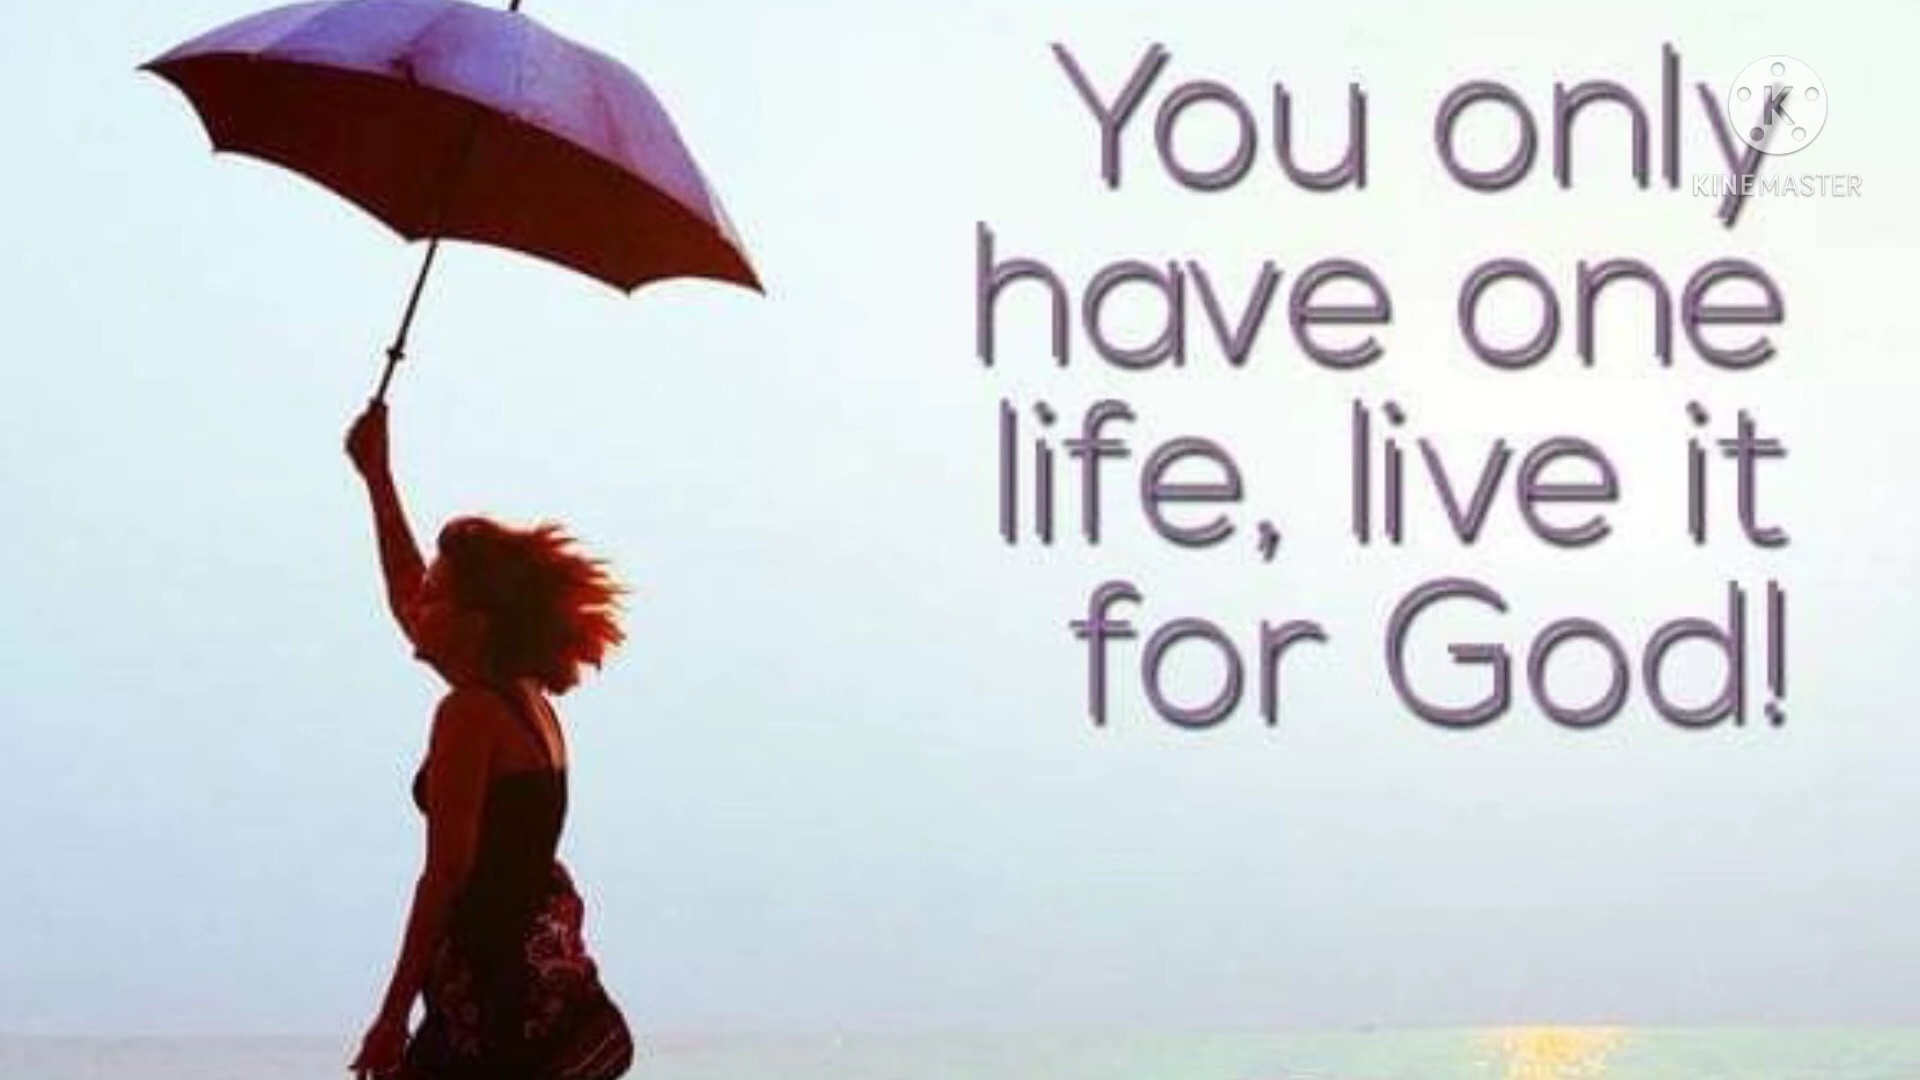 You only
have one
life, live it
for God!
K
KINEMASTER